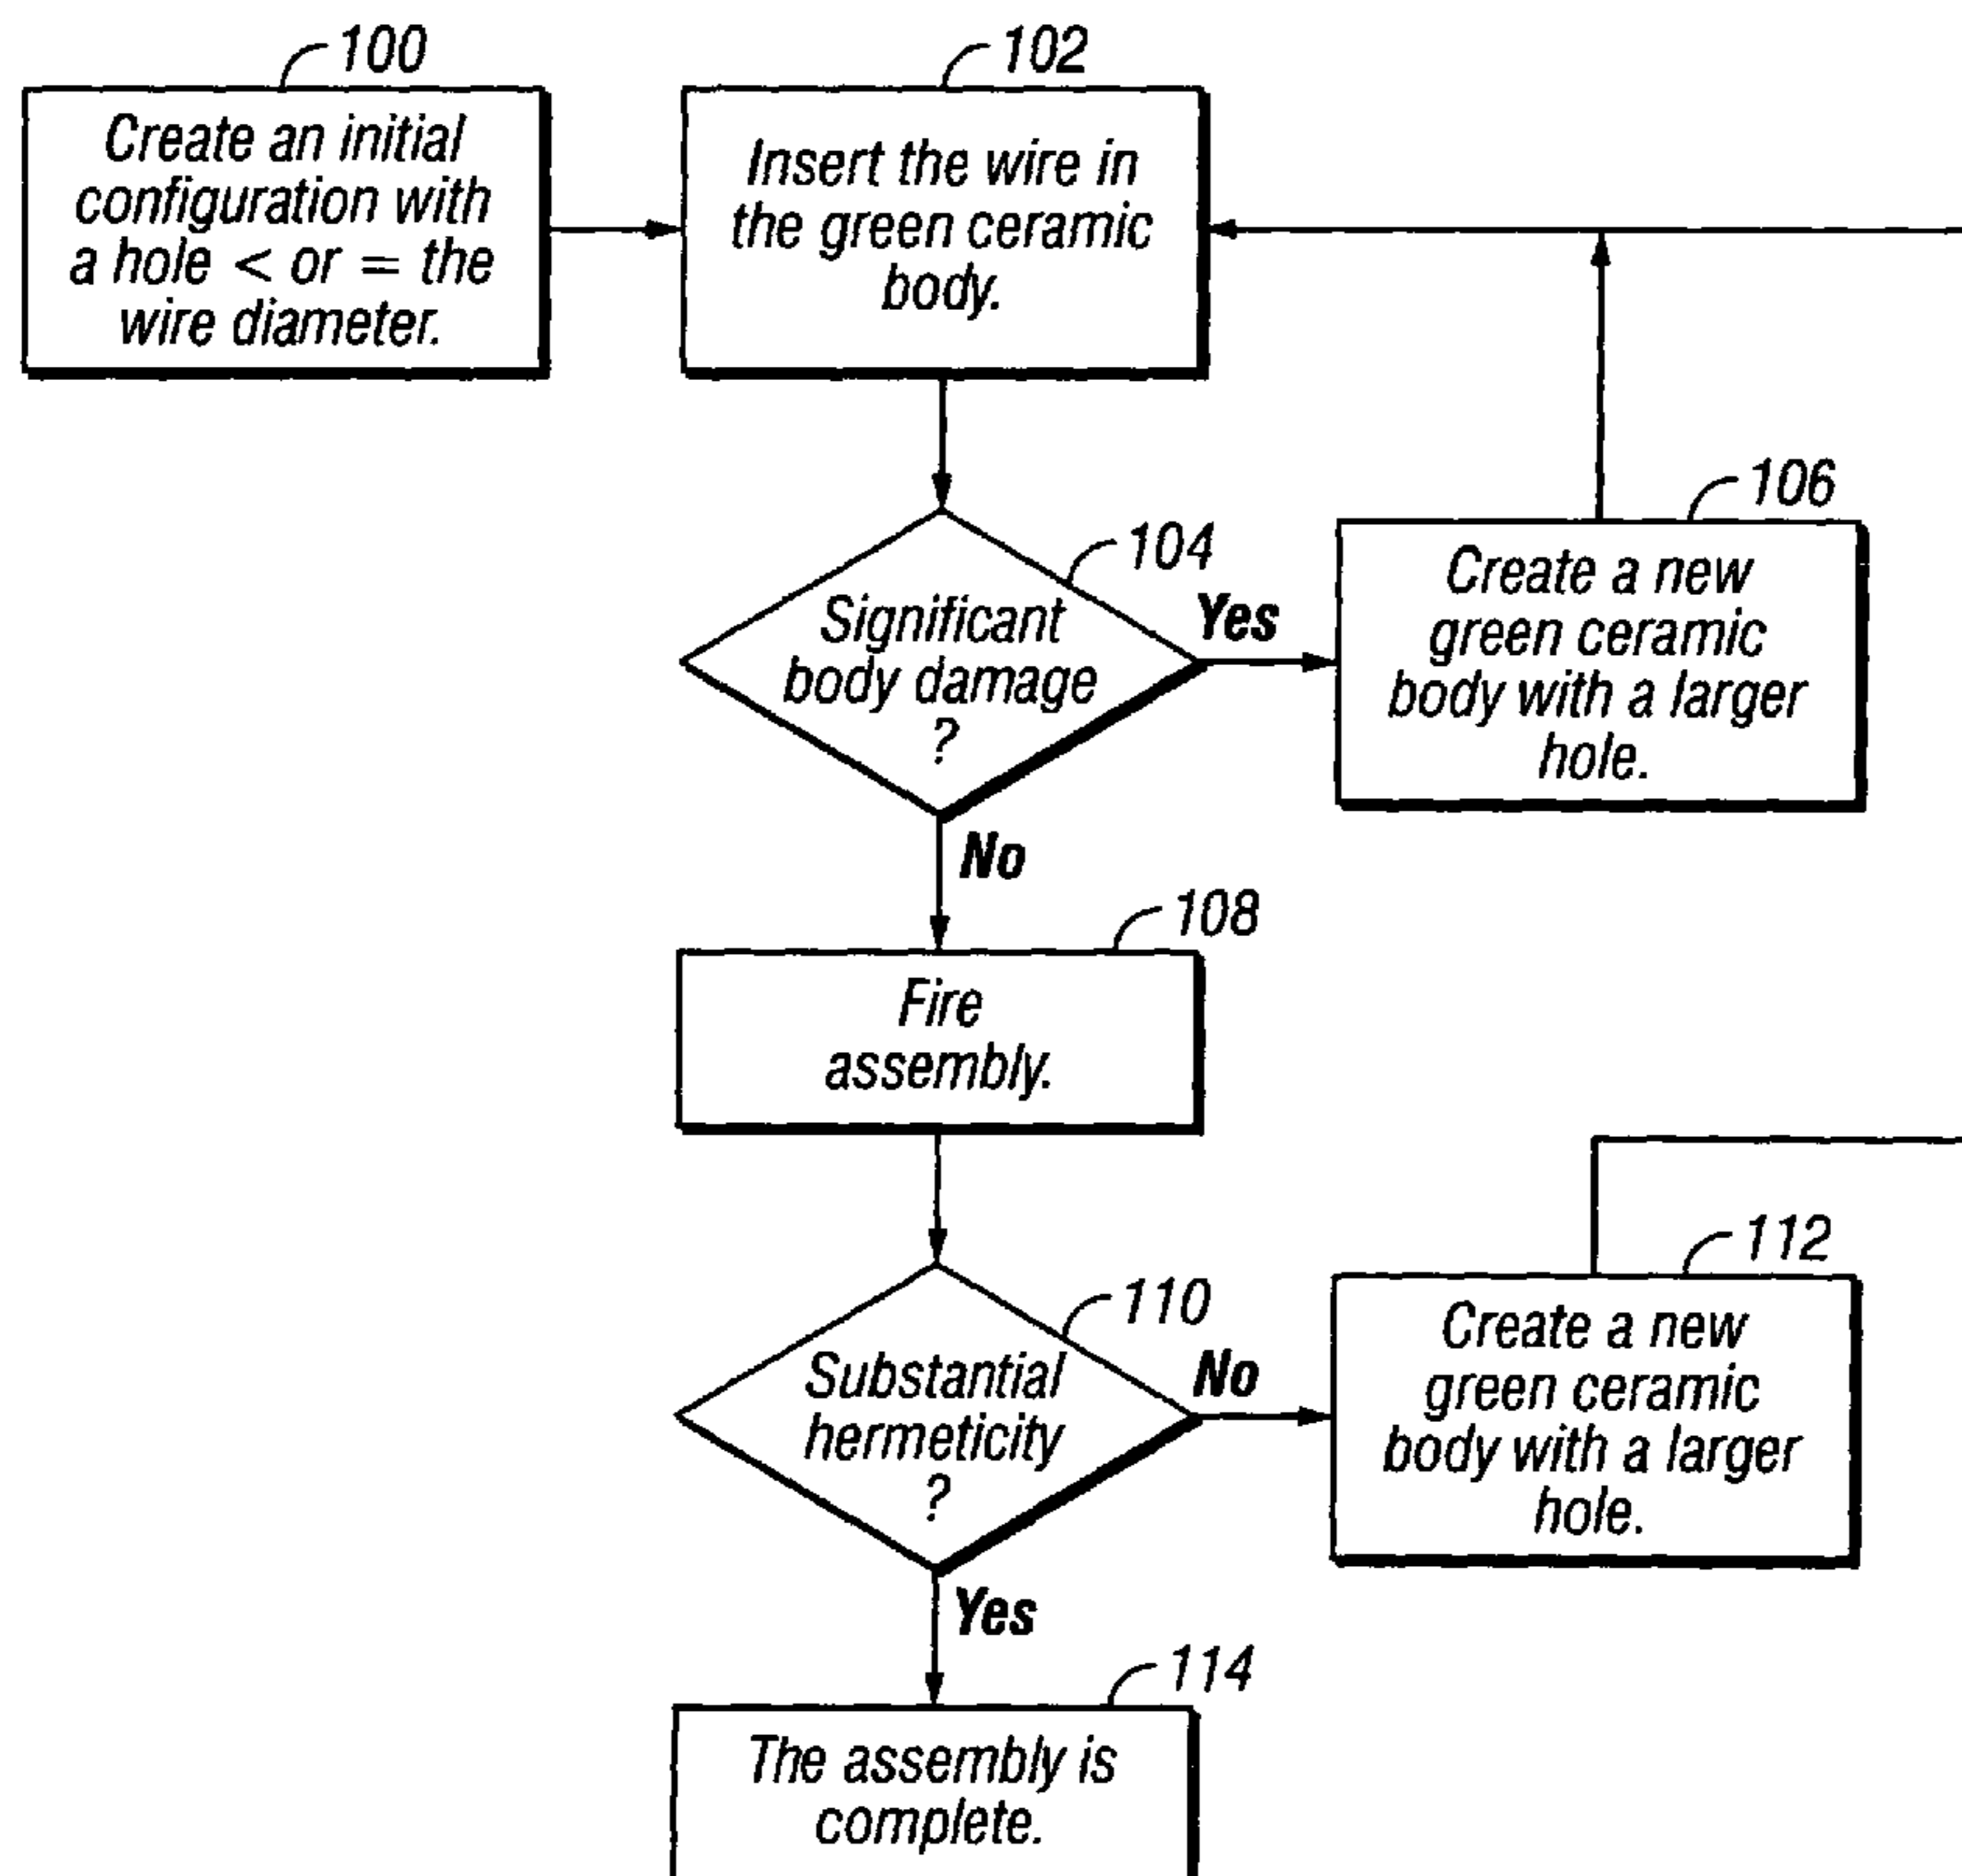 100
Create an initial
configuration with
a hole < or = the
wire diameter.
102
Insert the wire in
the green ceramic
body.
104
Significant
body damage
?
Yes
106
Create a new
green ceramic
body with a larger
hole.
No
108
Fire
assembly.
110
Substantial
hermeticity
?
No
112
Create a new
green ceramic
body with a larger
hole.
Yes
114
The assembly is
complete.